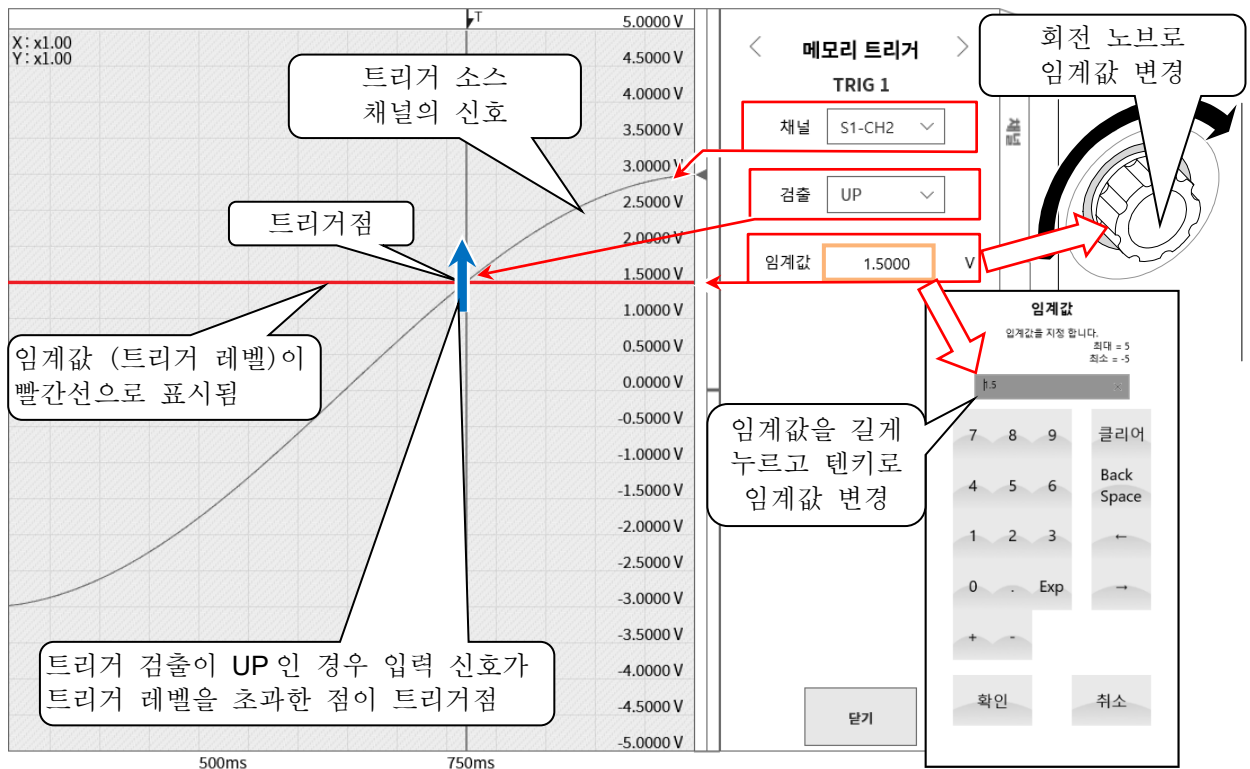 T
X: x1.00
Y: x1.00
트리거 소스
채널의 신호
트리거점
임계값 (트리거 레벨)이
빨간선으로 표시됨
트리거 검출이 UP 인 경우 입력 신호가
트리거 레벨을 초과한 점이 트리거점
5.0000 V
4.5000 V
4.0000 V
3.5000 V
3.0000 V
2.5000 V
2.0000 V
1.5000 V
1.0000 V
0.5000 V
0.0000 V
-0.5000 V
-1.0000 V
-1.5000 V
-2.0000 V
-2.5000 V
-3.0000 V
-3.5000 V
-4.0000 V
-4.5000 V
-5.0000 V
500ms
750ms
메모리 트리거
TRIG 1
채널 S1-CH2
검출 UP
임계값 1.5000 V
닫기
채널
회전 노브로
임계값 변경
임계값을 길게
누르고 텐키로
임계값 변경
임계값
임계값을 지정 합니다.
최대 = 5
최소 = -5
1.5
7 8 9 클리어
4 5 6 Back Space
1 2 3 ←
0 . Exp →
+ -
확인 취소